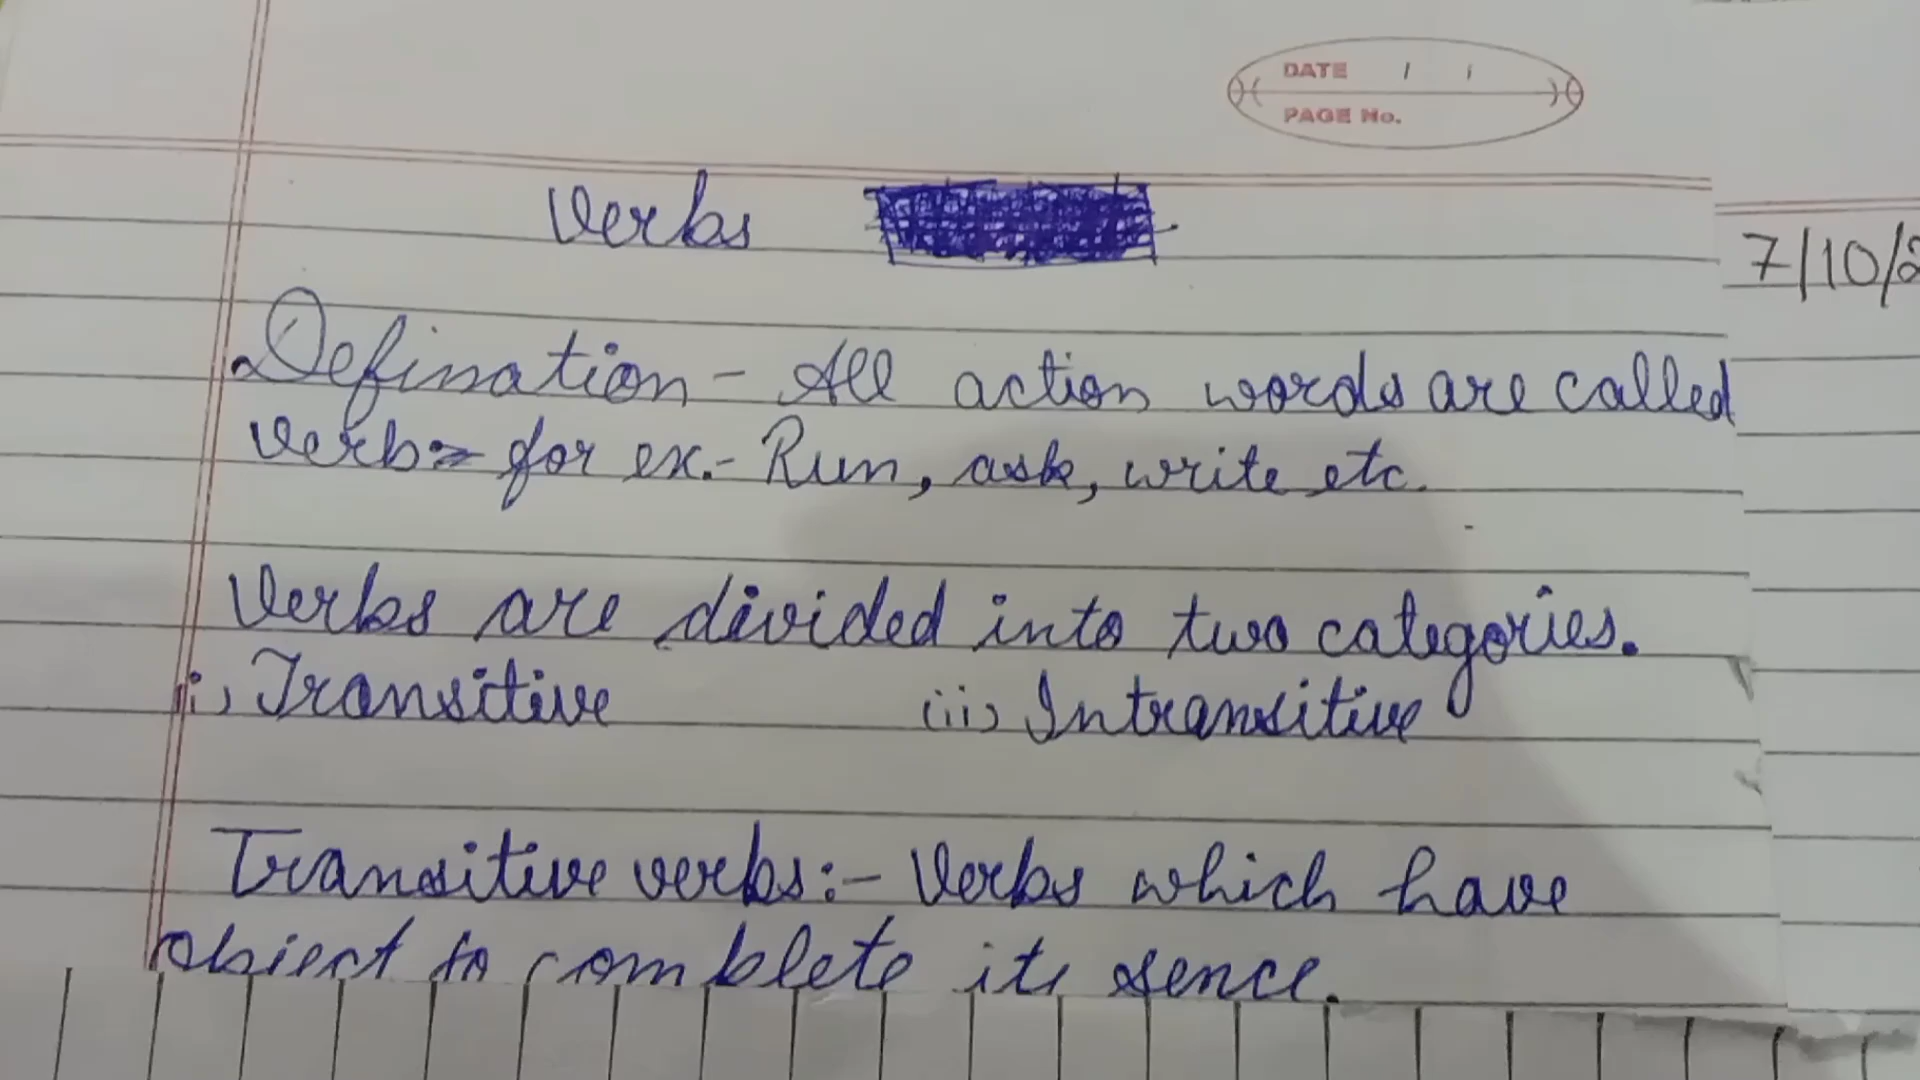 DATE / /
PAGE No.
Verbs
7/10/2
Defination - All action words are called
verbs for ex.- Run, ask, write etc.
Verbs are divided into two categories.
(i) Transitive (ii) Intransitive
Transitive verbs:- Verbs which have
object to complete its sence.